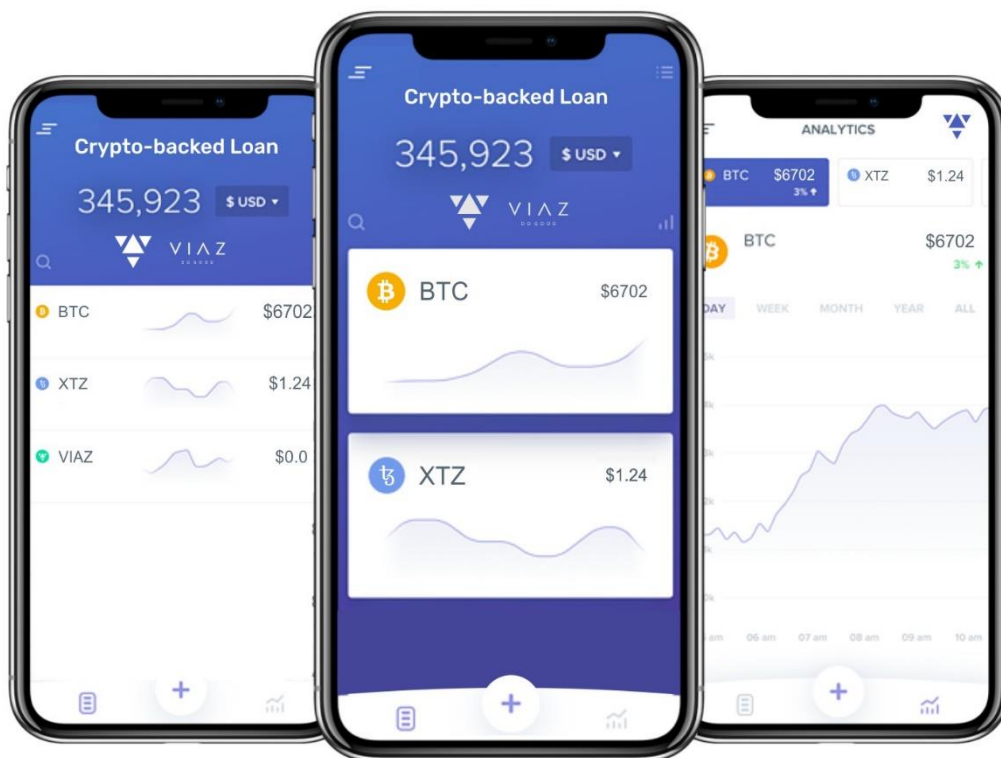 Crypto-backed Loan
345,923 $ USD
VIAZ
BTC $6702
XTZ $1.24
VIAZ $0.0
Crypto-backed Loan
345,923 $ USD
VIAZ
BTC $6702
XTZ $1.24
ANALYTICS
BTC $6702
3%
XTZ $1.24
BTC $6702
3%
DAY WEEK MONTH YEAR ALL
am 06 am 07 am 08 am 09 am 10 am